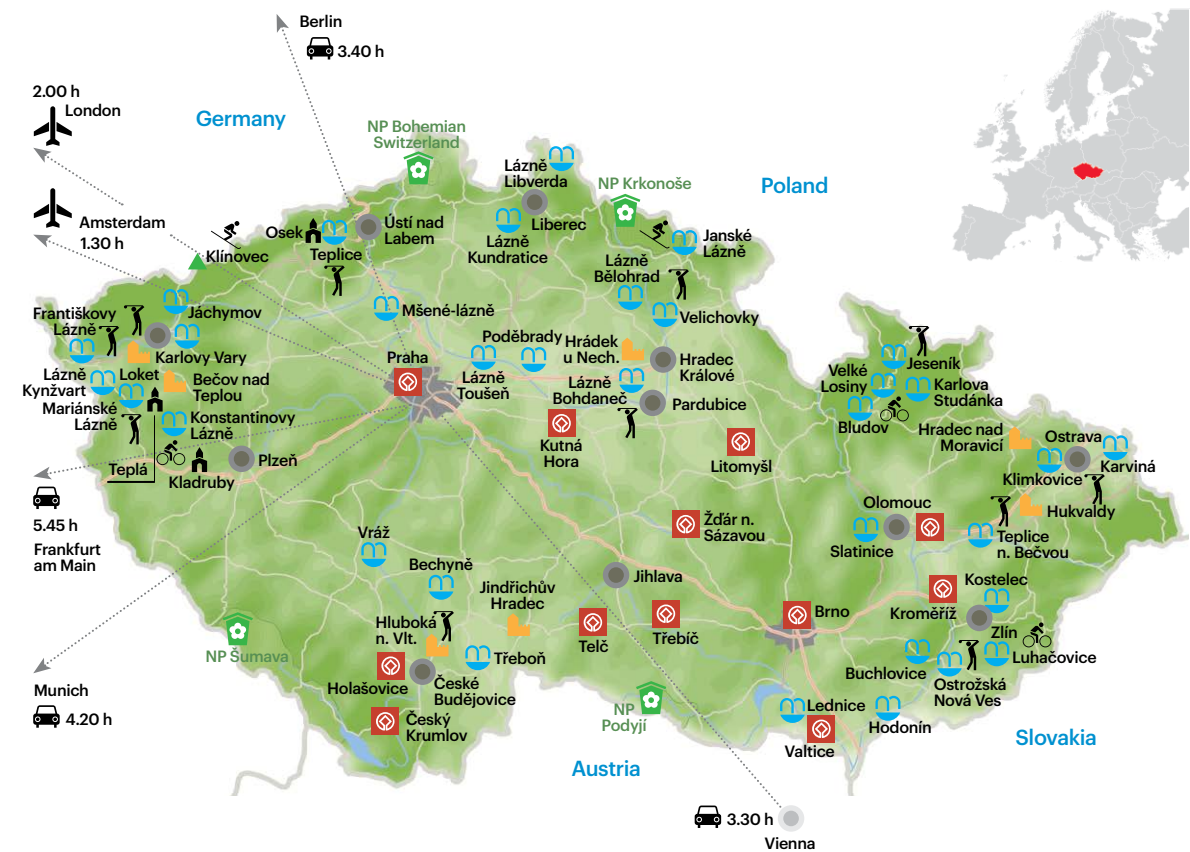 Berlin
3.40 h
2.00 h
London
Germany
NP Bohemian
Switzerland
Lázně
Libverda
NP Krkonoše
Poland
Amsterdam
1.30 h
Osek
Ústí nad
Labem
Liberec
Janské
Lázně
Klínovec
Teplice
Lázně
Kundratice
Lázně
Bělohrad
Františkovy
Lázně
Jáchymov
Mšené-lázně
Velichovky
Karlovy Vary
Praha
Poděbrady
Hrádek
u Nech.
Hradec
Králové
Jeseník
Lázně
Kynžvart
Loket
Bečov nad
Teplou
Lázně
Toušeň
Lázně
Bohdaneč
Velké
Losiny
Karlova
Studánka
Mariánské
Lázně
Konstantinovy
Lázně
Pardubice
Bludov
Hradec nad
Moravicí
Kutná
Hora
Litomyšl
Ostrava
Teplá
Plzeň
Kladruby
Klimkovice
Karviná
5.45 h
Frankfurt
am Main
Olomouc
Hukvaldy
Žďár n.
Sázavou
Slatinice
Teplice
n. Bečvou
Vráž
Bechyně
Jihlava
Kostelec
Jindřichův
Hradec
Kroměříž
Hluboká
n. Vlt.
Telč
Třebíč
Brno
Zlín
NP Šumava
Třeboň
Luhačovice
Holašovice
České
Budějovice
Buchlovice
Ostrožská
Nová Ves
Munich
4.20 h
Český
Krumlov
NP
Podyjí
Lednice
Hodonín
Valtice
Slovakia
Austria
3.30 h
Vienna